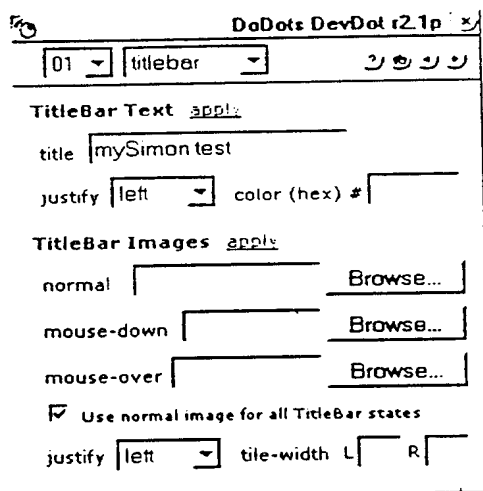 DoDots DevDot r2.1p
01 titlebar
TitleBar Text apply
title mySimon test
justify left color (hex) #
TitleBar Images apply
normal Browse...
mouse-down Browse...
mouse-over Browse...
Use normal image for all TitleBar states
justify left tile-width L R